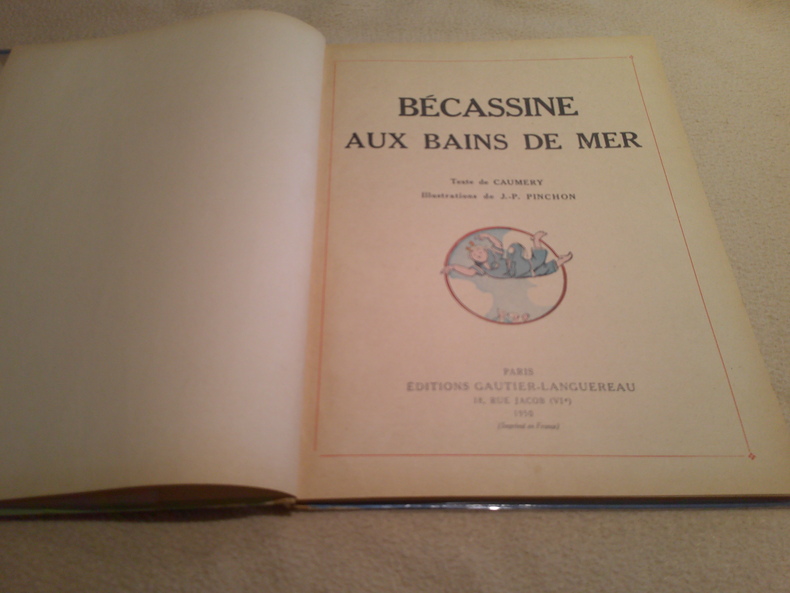 BÉCASSINE
AUX BAINS DE MER
Texte de CAUMERY
Illustrations de J.-P. PINCHON
PARIS
ÉDITIONS GAUTIER-LANGUEREAU
18, RUE JACOB (VIᵉ)
1950
(Imprimé en France)